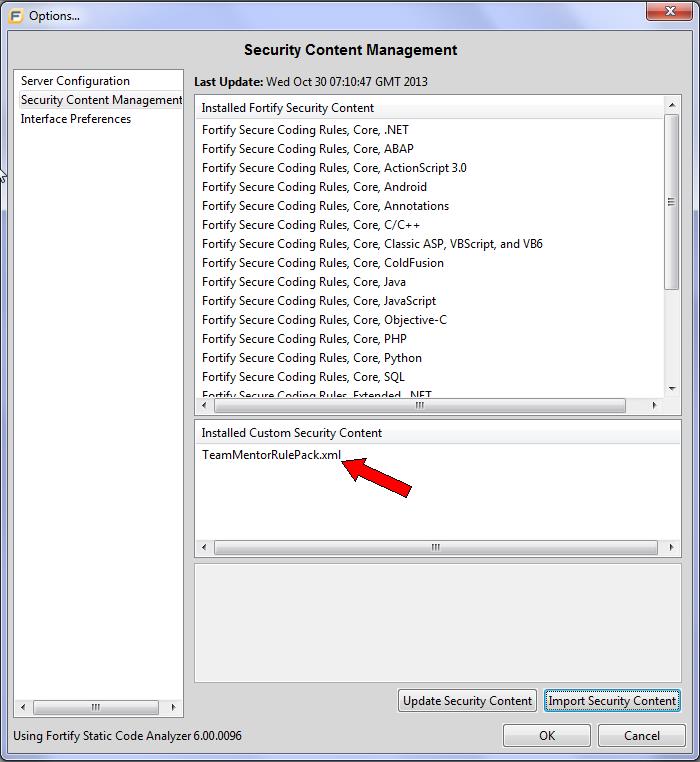 Options...
Security Content Management
Server Configuration
Security Content Management
Interface Preferences
Last Update: Wed Oct 30 07:10:47 GMT 2013
Installed Fortify Security Content
Fortify Secure Coding Rules, Core, .NET
Fortify Secure Coding Rules, Core, ABAP
Fortify Secure Coding Rules, Core, ActionScript 3.0
Fortify Secure Coding Rules, Core, Android
Fortify Secure Coding Rules, Core, Annotations
Fortify Secure Coding Rules, Core, C/C++
Fortify Secure Coding Rules, Core, Classic ASP, VBScript, and VB6
Fortify Secure Coding Rules, Core, ColdFusion
Fortify Secure Coding Rules, Core, Java
Fortify Secure Coding Rules, Core, JavaScript
Fortify Secure Coding Rules, Core, Objective-C
Fortify Secure Coding Rules, Core, PHP
Fortify Secure Coding Rules, Core, Python
Fortify Secure Coding Rules, Core, SQL
Fortify Secure Coding Rules, Extended, .NET
Installed Custom Security Content
TeamMentorRulePack.xml
Update Security Content
Import Security Content
Using Fortify Static Code Analyzer 6.00.0096
OK
Cancel